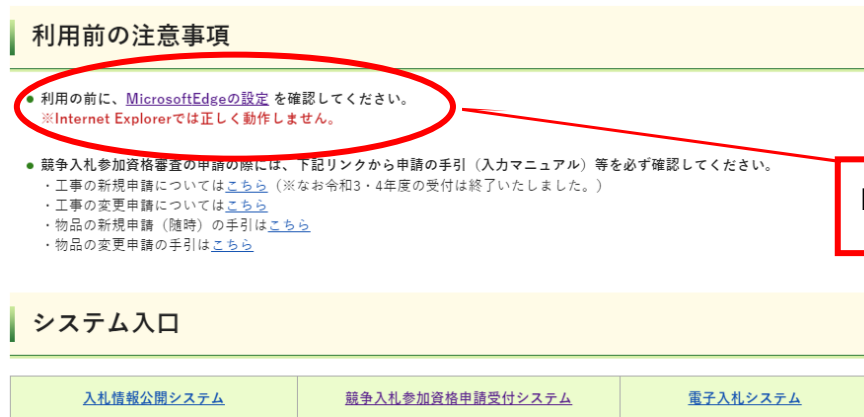 利用前の注意事項
利用の前に、MicrosoftEdgeの設定 を確認してください。
※Internet Explorerでは正しく動作しません。
競争入札参加資格審査の申請の際には、下記リンクから申請の手引（入力マニュアル）等を必ず確認してください。
・工事の新規申請についてはこちら（※なお令和3・4年度の受付は終了いたしました。）
・工事の変更申請についてはこちら
・物品の新規申請（随時）の手引はこちら
・物品の変更申請の手引はこちら
システム入口
入札情報公開システム 競争入札参加資格申請受付システム 電子入札システム